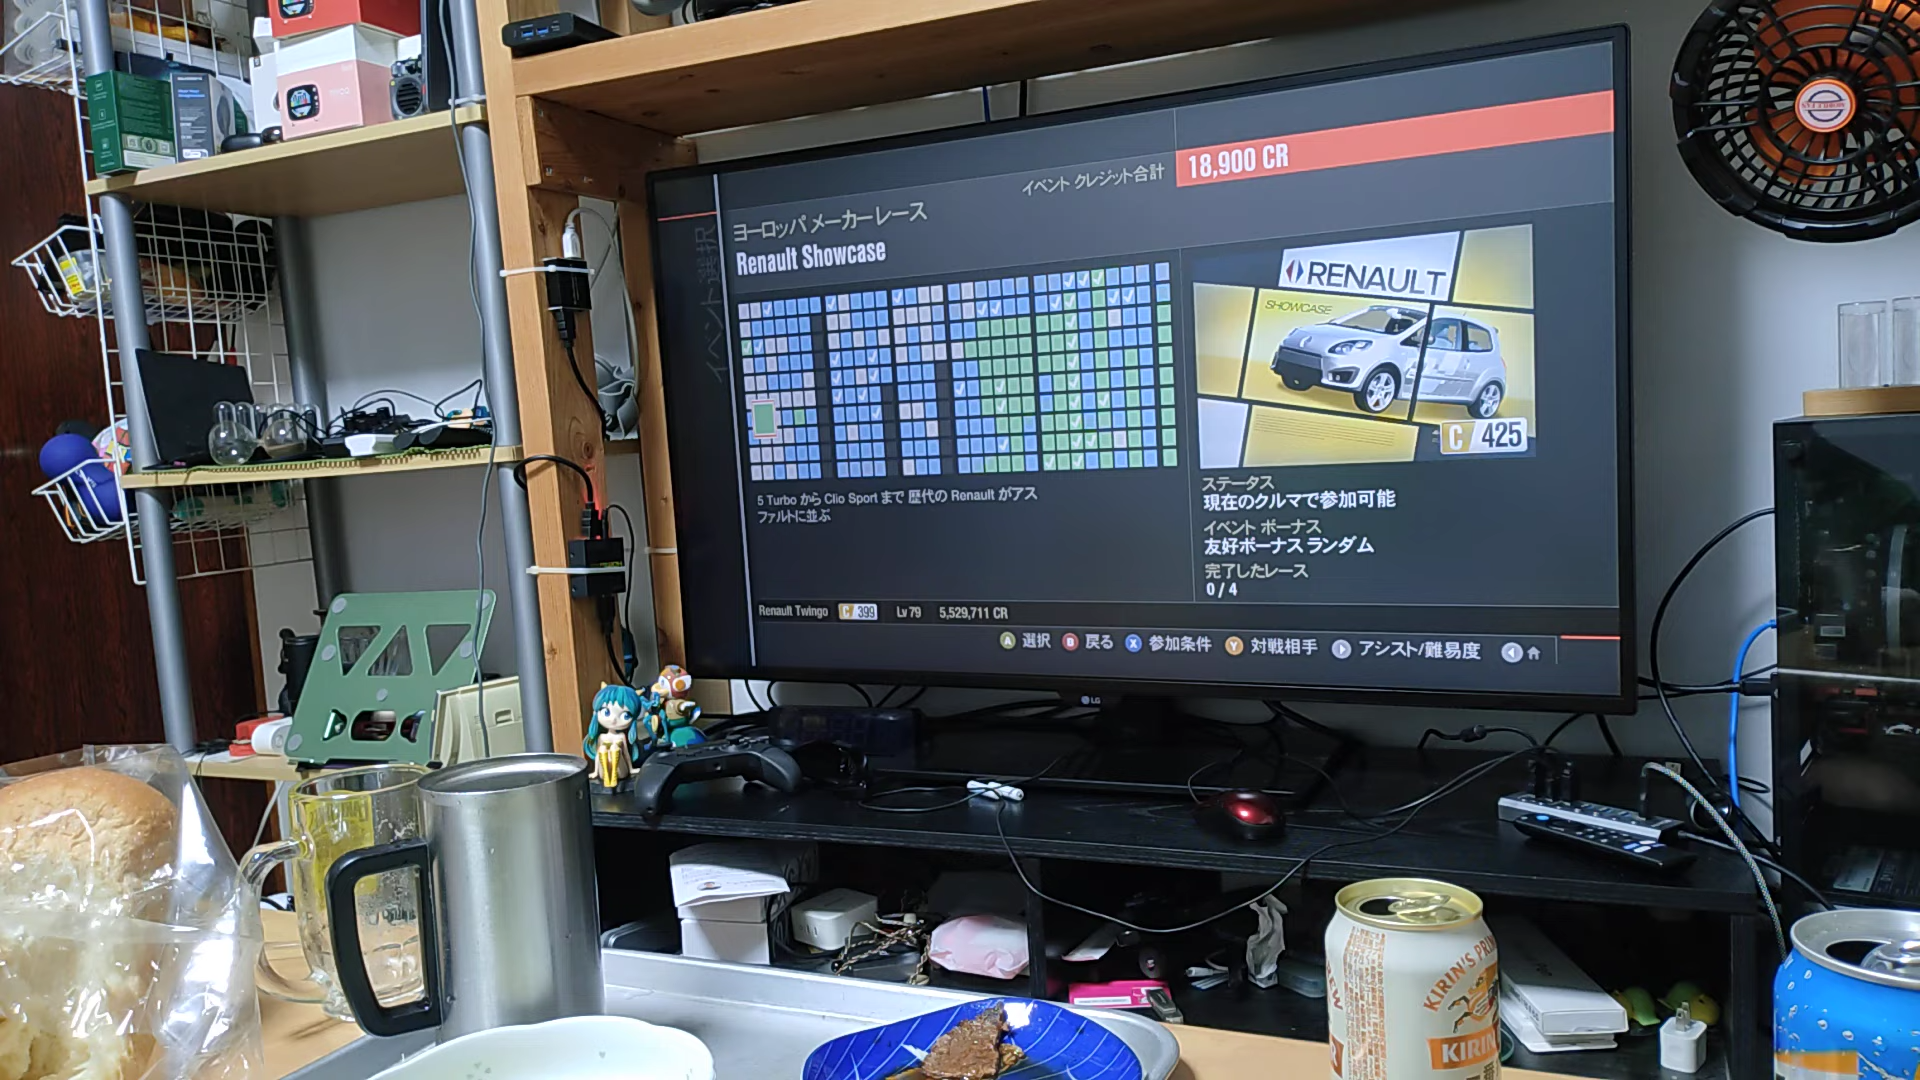 イベント選択
イベント クレジット合計
18,900 CR
ヨーロッパ メーカーレース
Renault Showcase
RENAULT
SHOWCASE
C 425
5 Turbo から Clio Sport まで 歴代の Renault がアス
ファルトに並ぶ
ステータス
現在のクルマで参加可能
イベント ボーナス
友好ボーナス ランダム
完了したレース
0 / 4
Renault Twingo C 399 Lv 79 5,529,711 CR
A 選択 B 戻る X 参加条件 Y 対戦相手 アシスト/難易度
LG
KIRIN'S
KIRIN